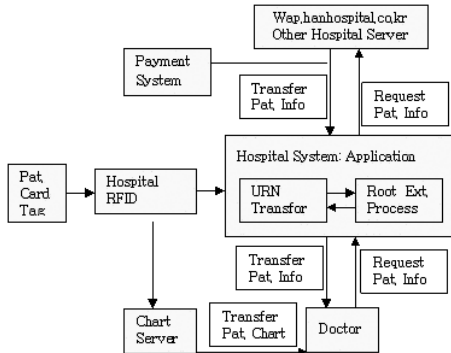 Wap,hanhospital,co,kr
Other Hospital Server
Payment
System
Transfer
Pat, Info
Request
Pat, Info
Hospital System: Application
Pat,
Card
Tag
Hospital
RFID
URN
Transfor
Root Ext,
Process
Transfer
Pat, Info
Request
Pat, Info
Chart
Server
Transfer
Pat, Chart
Doctor